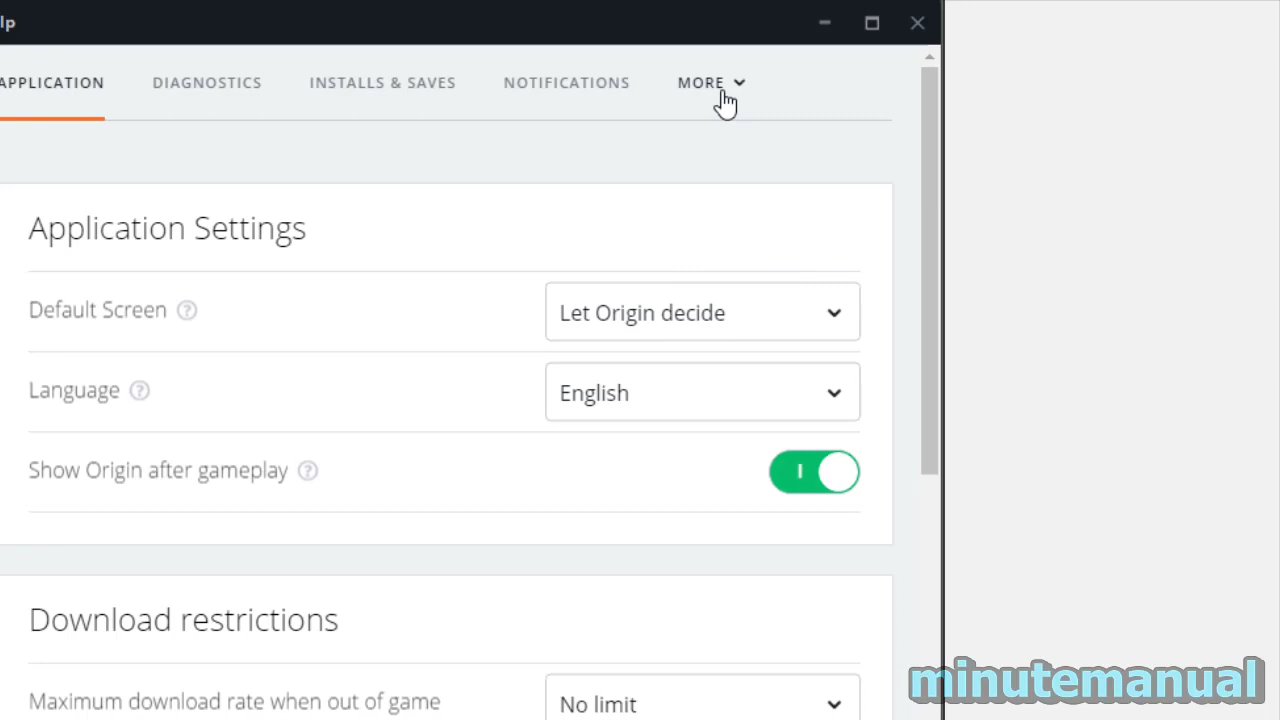 lp
APPLICATION DIAGNOSTICS INSTALLS & SAVES NOTIFICATIONS MORE
Application Settings
Default Screen ? Let Origin decide
Language ? English
Show Origin after gameplay ? I
Download restrictions
Maximum download rate when out of game No limit
minutemanual